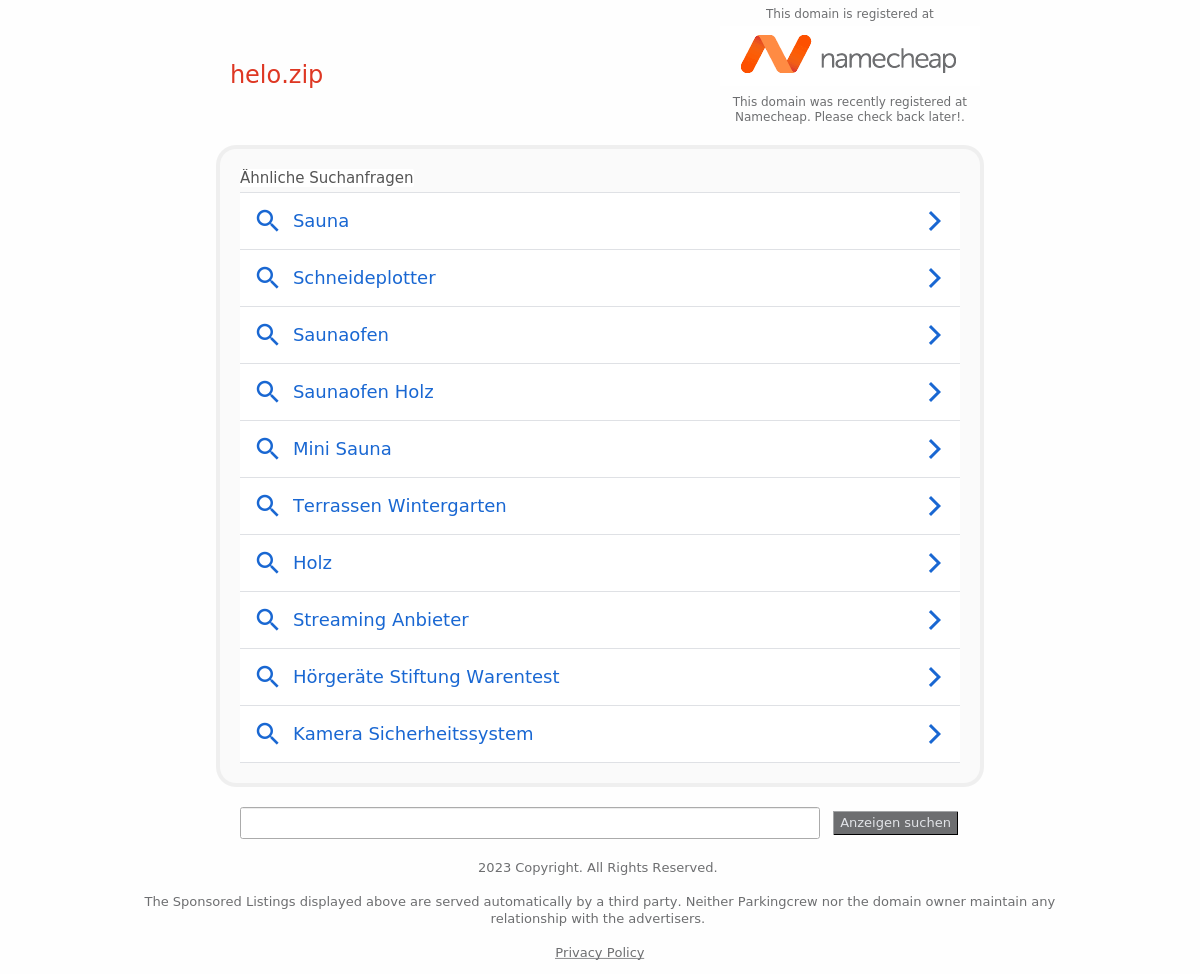 This domain is registered at
namecheap
helo.zip
This domain was recently registered at
Namecheap. Please check back later!.
Ähnliche Suchanfragen
Sauna
Schneideplotter
Saunaofen
Saunaofen Holz
Mini Sauna
Terrassen Wintergarten
Holz
Streaming Anbieter
Hörgeräte Stiftung Warentest
Kamera Sicherheitssystem
Anzeigen suchen
2023 Copyright. All Rights Reserved.
The Sponsored Listings displayed above are served automatically by a third party. Neither Parkingcrew nor the domain owner maintain any
relationship with the advertisers.
Privacy Policy